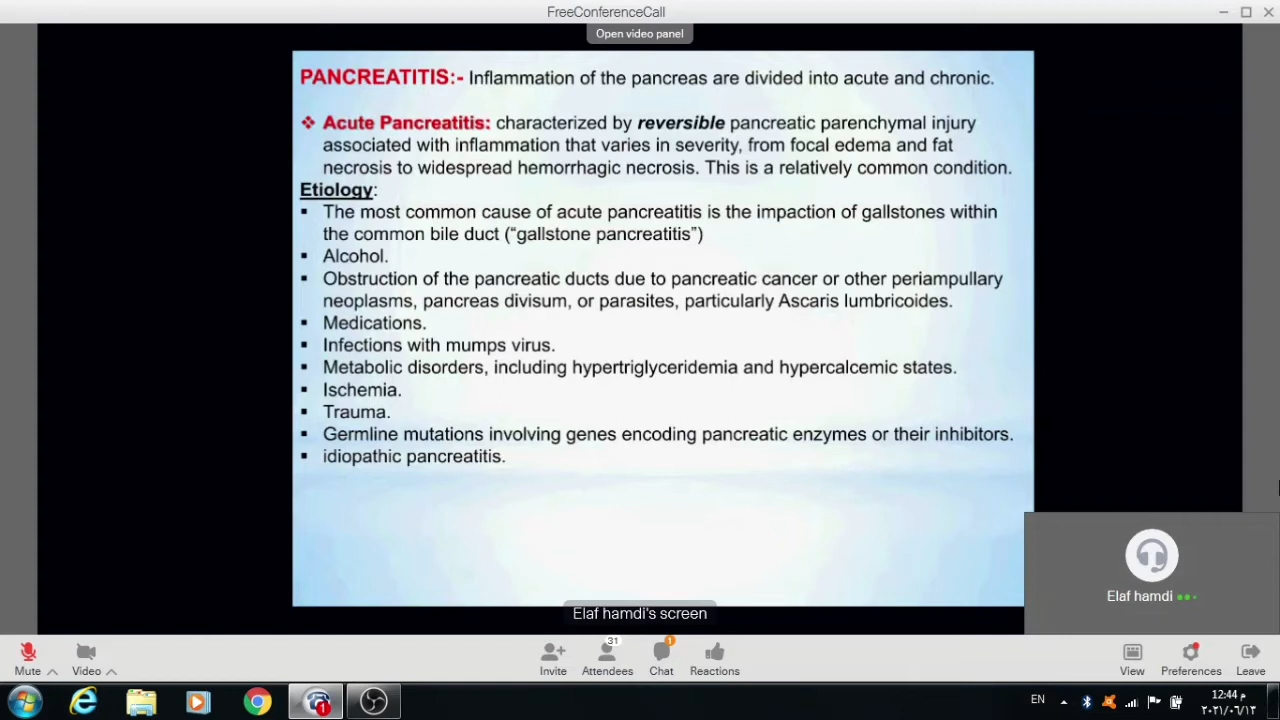 FreeConferenceCall
Open video panel
PANCREATITIS:- Inflammation of the pancreas are divided into acute and chronic.
Acute Pancreatitis: characterized by reversible pancreatic parenchymal injury
associated with inflammation that varies in severity, from focal edema and fat
necrosis to widespread hemorrhagic necrosis. This is a relatively common condition.
Etiology:
The most common cause of acute pancreatitis is the impaction of gallstones within
the common bile duct (“gallstone pancreatitis”)
Alcohol.
Obstruction of the pancreatic ducts due to pancreatic cancer or other periampullary
neoplasms, pancreas divisum, or parasites, particularly Ascaris lumbricoides.
Medications.
Infections with mumps virus.
Metabolic disorders, including hypertriglyceridemia and hypercalcemic states.
Ischemia.
Trauma.
Germline mutations involving genes encoding pancreatic enzymes or their inhibitors.
idiopathic pancreatitis.
Elaf hamdi
Elaf hamdi's screen
31
1
Mute
Video
Invite
Attendees
Chat
Reactions
View
Preferences
Leave
1
EN
12:44 م
٢٠٢١/٠٦/١٣